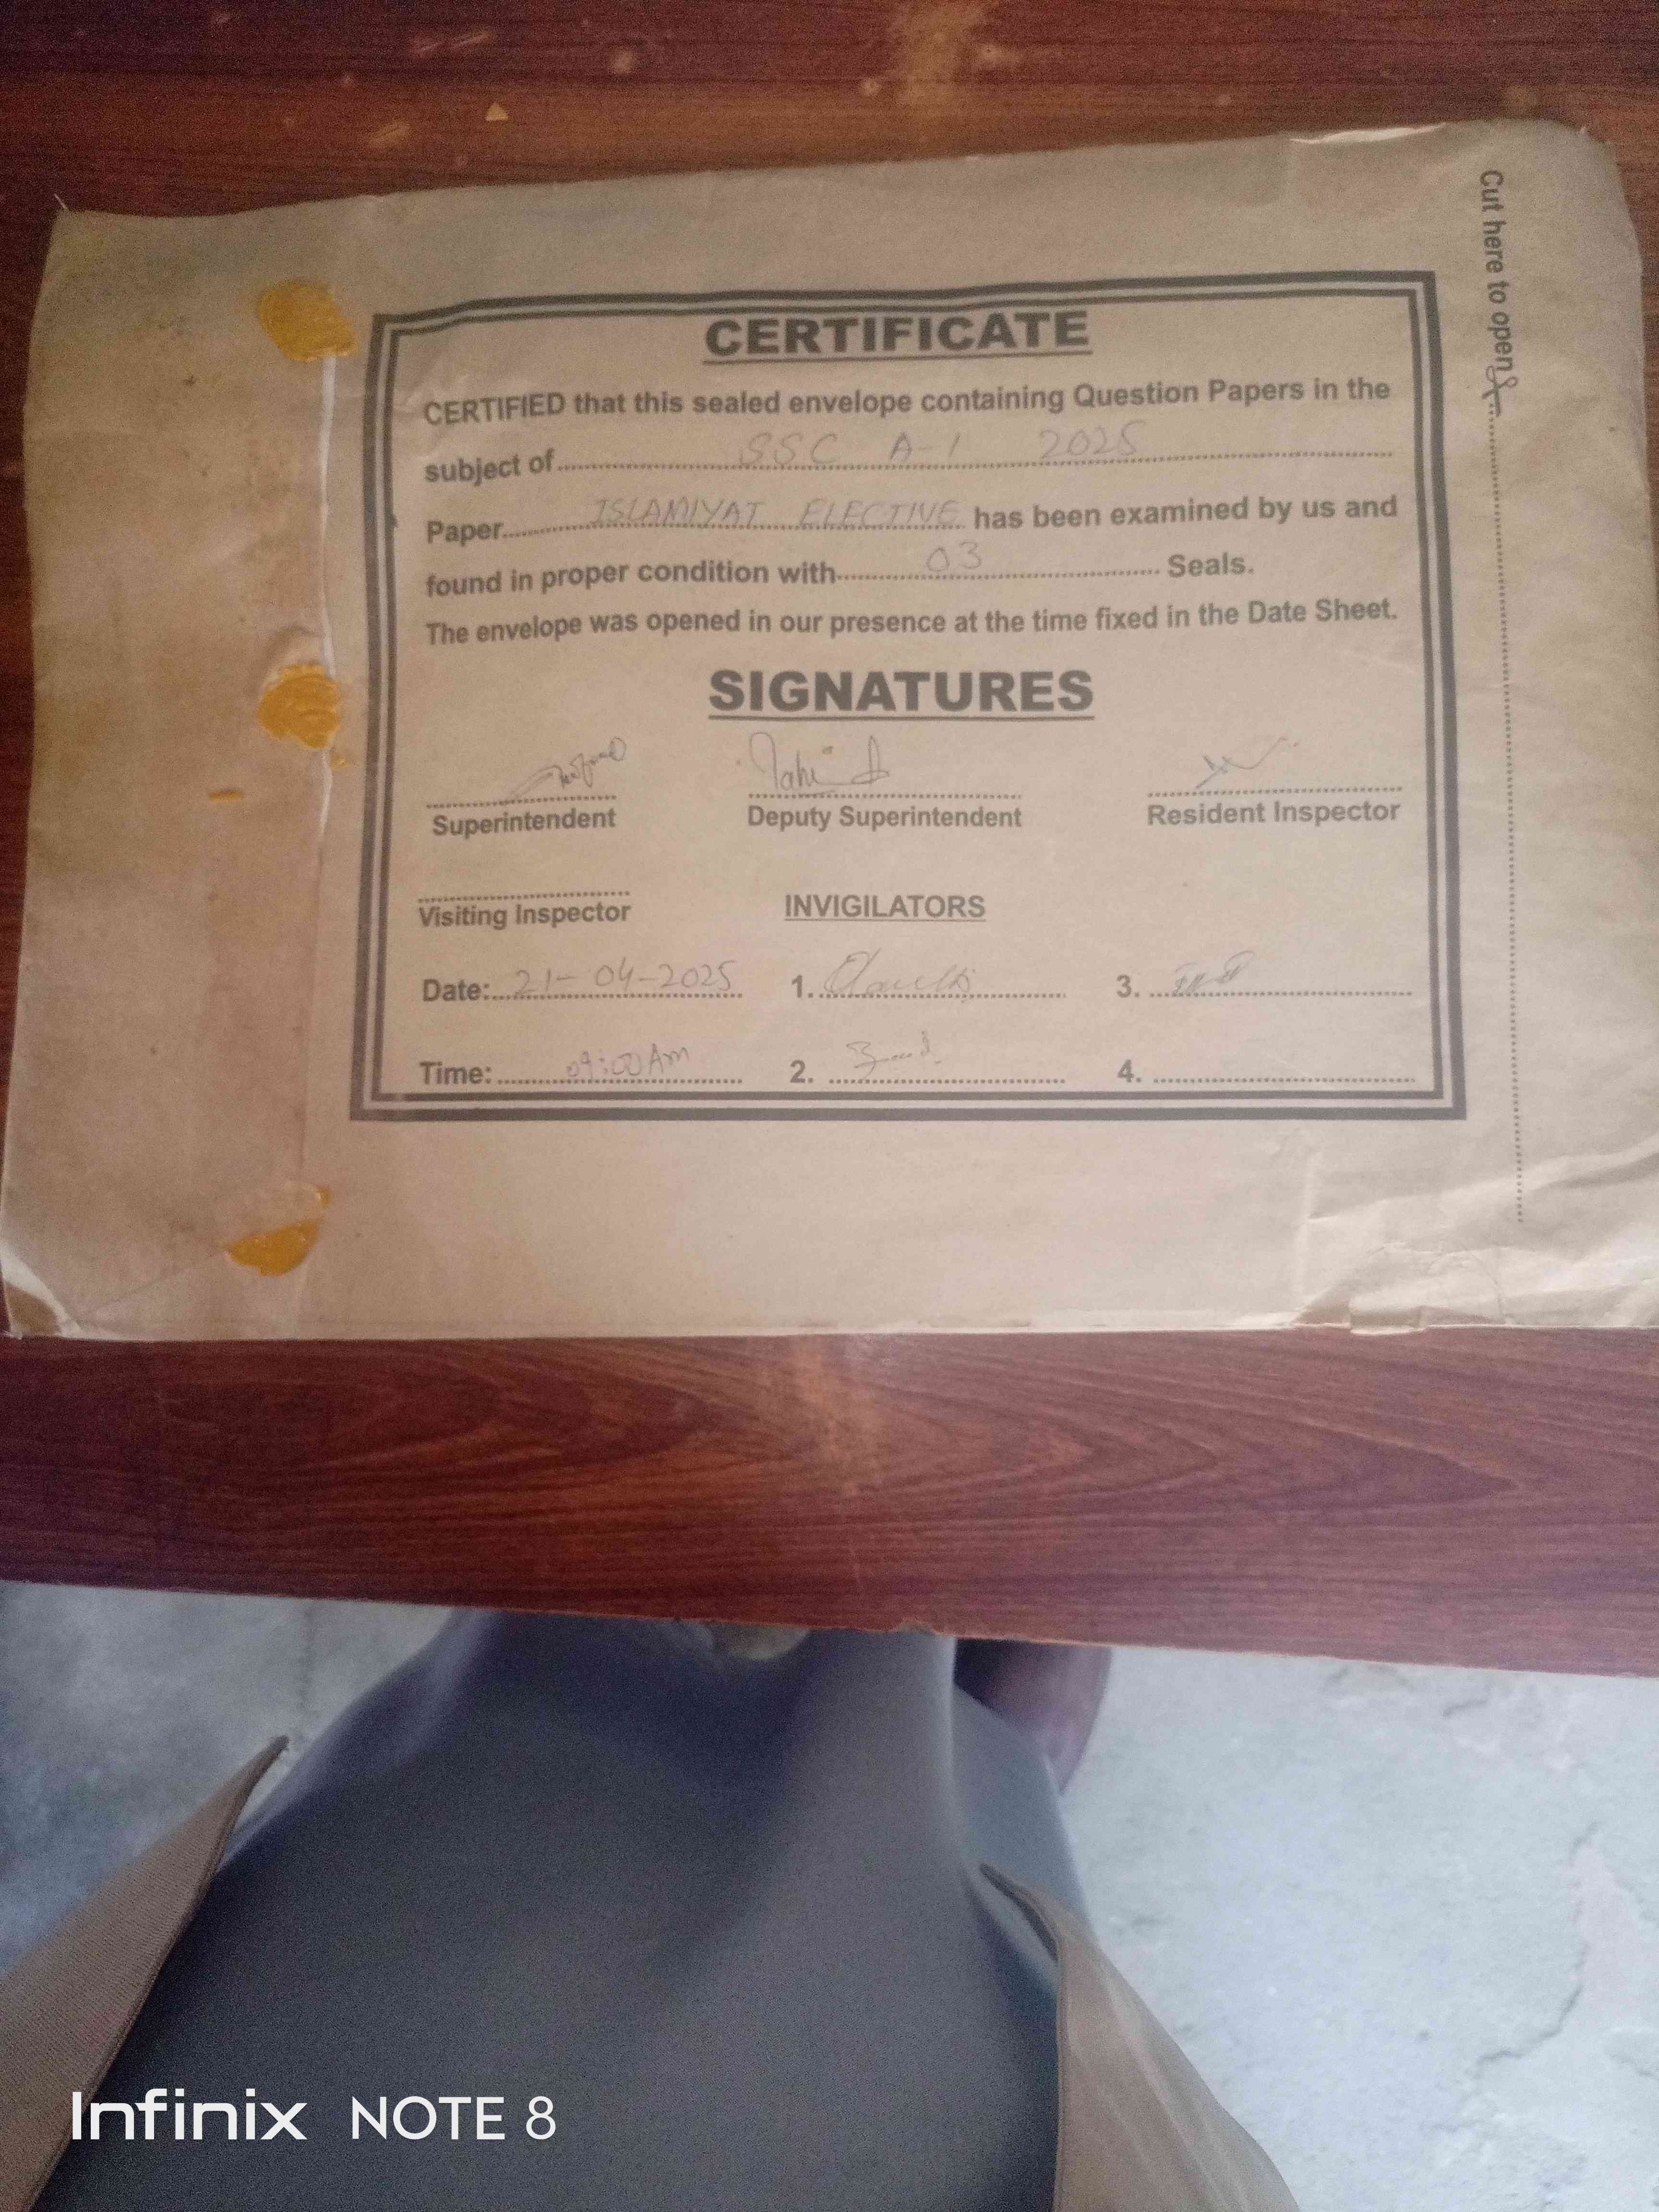 Cut here to open
CERTIFICATE
CERTIFIED that this sealed envelope containing Question Papers in the
subject of SSC A-1 2025
Paper ISLAMIYAT ELECTIVE has been examined by us and
found in proper condition with 03 Seals.
The envelope was opened in our presence at the time fixed in the Date Sheet.
SIGNATURES
Superintendent Deputy Superintendent Resident Inspector
Visiting Inspector INVIGILATORS
Date: 21-04-2025 1. 3.
Time: 09:00 Am 2. 4.
Infinix NOTE 8